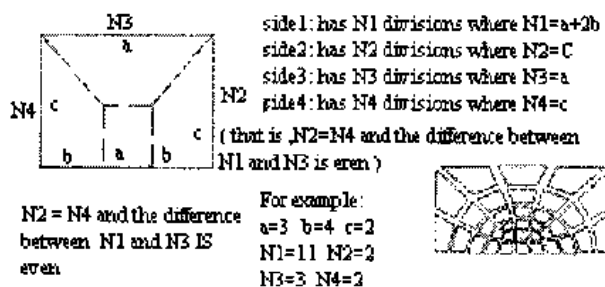 N3
a
N4
c
N2
c
b
a
b
side1: has N1 divisions where N1=a+2b
side2: has N2 divisions where N2=C
side3: has N3 divisions where N3=a
side4: has N4 divisions where N4=c
( that is ,N2=N4 and the difference between
N1 and N3 is even )
N2 = N4 and the difference
between N1 and N3 IS
even
For example:
a=3 b=4 c=2
N1=11 N2=2
N3=3 N4=2